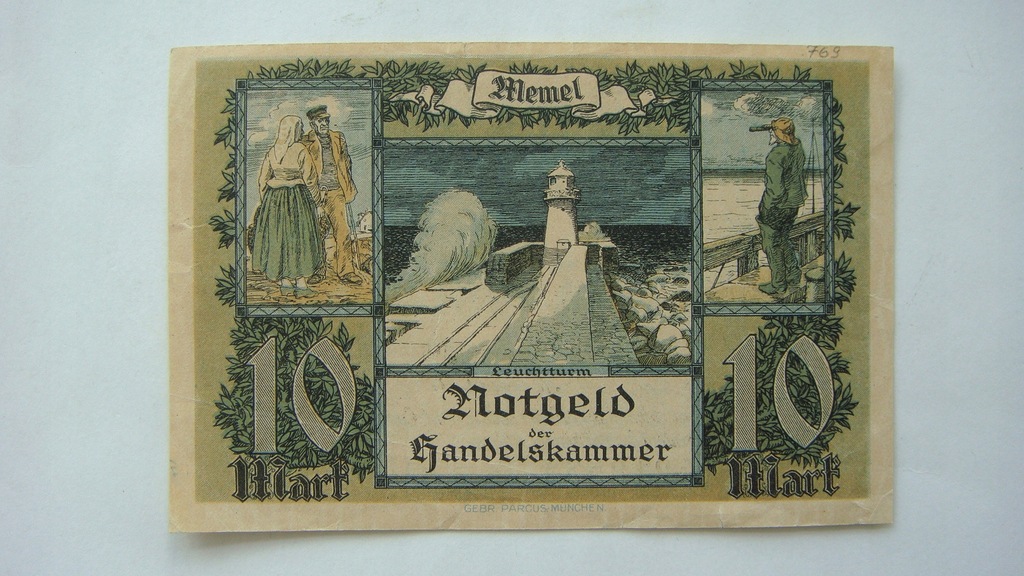 769
Memel
Leuchtturm
Notgeld
der
Handelskammer
10
Mark
10
Mark
GEBR. PARCUS MÜNCHEN.